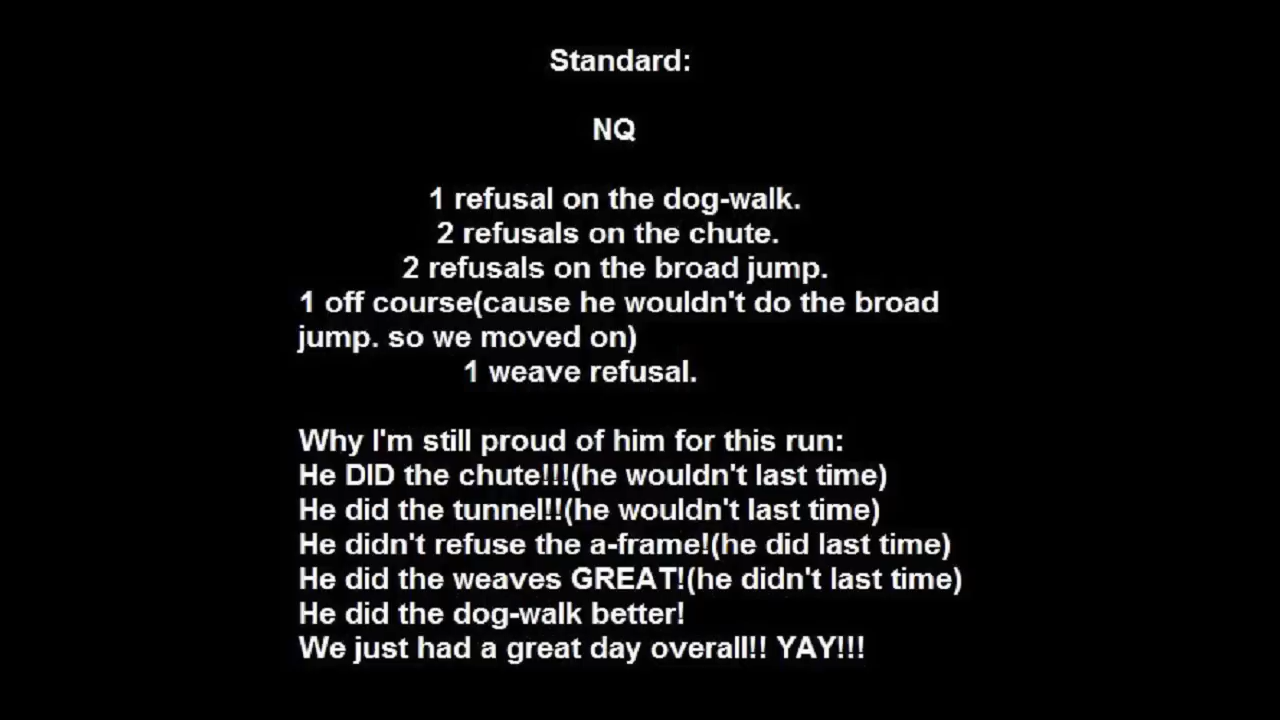 Standard:
NQ
1 refusal on the dog-walk.
2 refusals on the chute.
2 refusals on the broad jump.
1 off course(cause he wouldn't do the broad
jump. so we moved on)
1 weave refusal.
Why I'm still proud of him for this run:
He DID the chute!!!(he wouldn't last time)
He did the tunnel!!(he wouldn't last time)
He didn't refuse the a-frame!(he did last time)
He did the weaves GREAT!(he didn't last time)
He did the dog-walk better!
We just had a great day overall!! YAY!!!